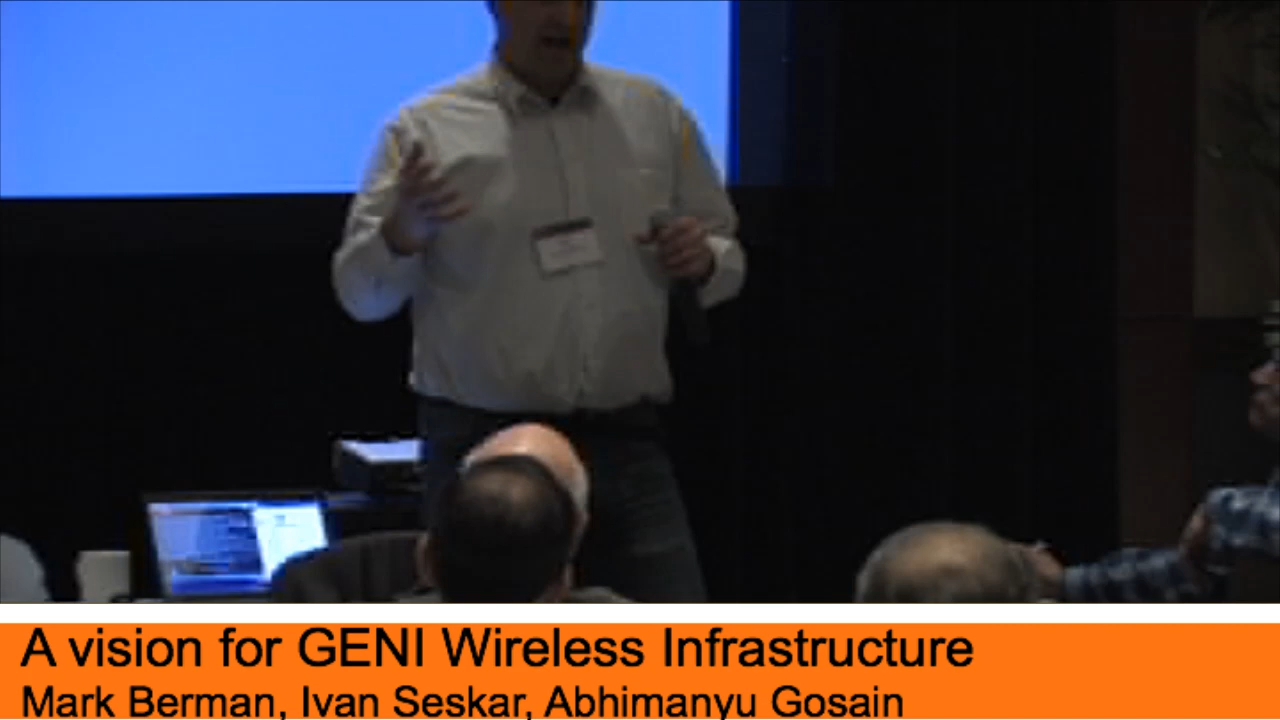 A vision for GENI Wireless Infrastructure
Mark Berman, Ivan Seskar, Abhimanyu Gosain